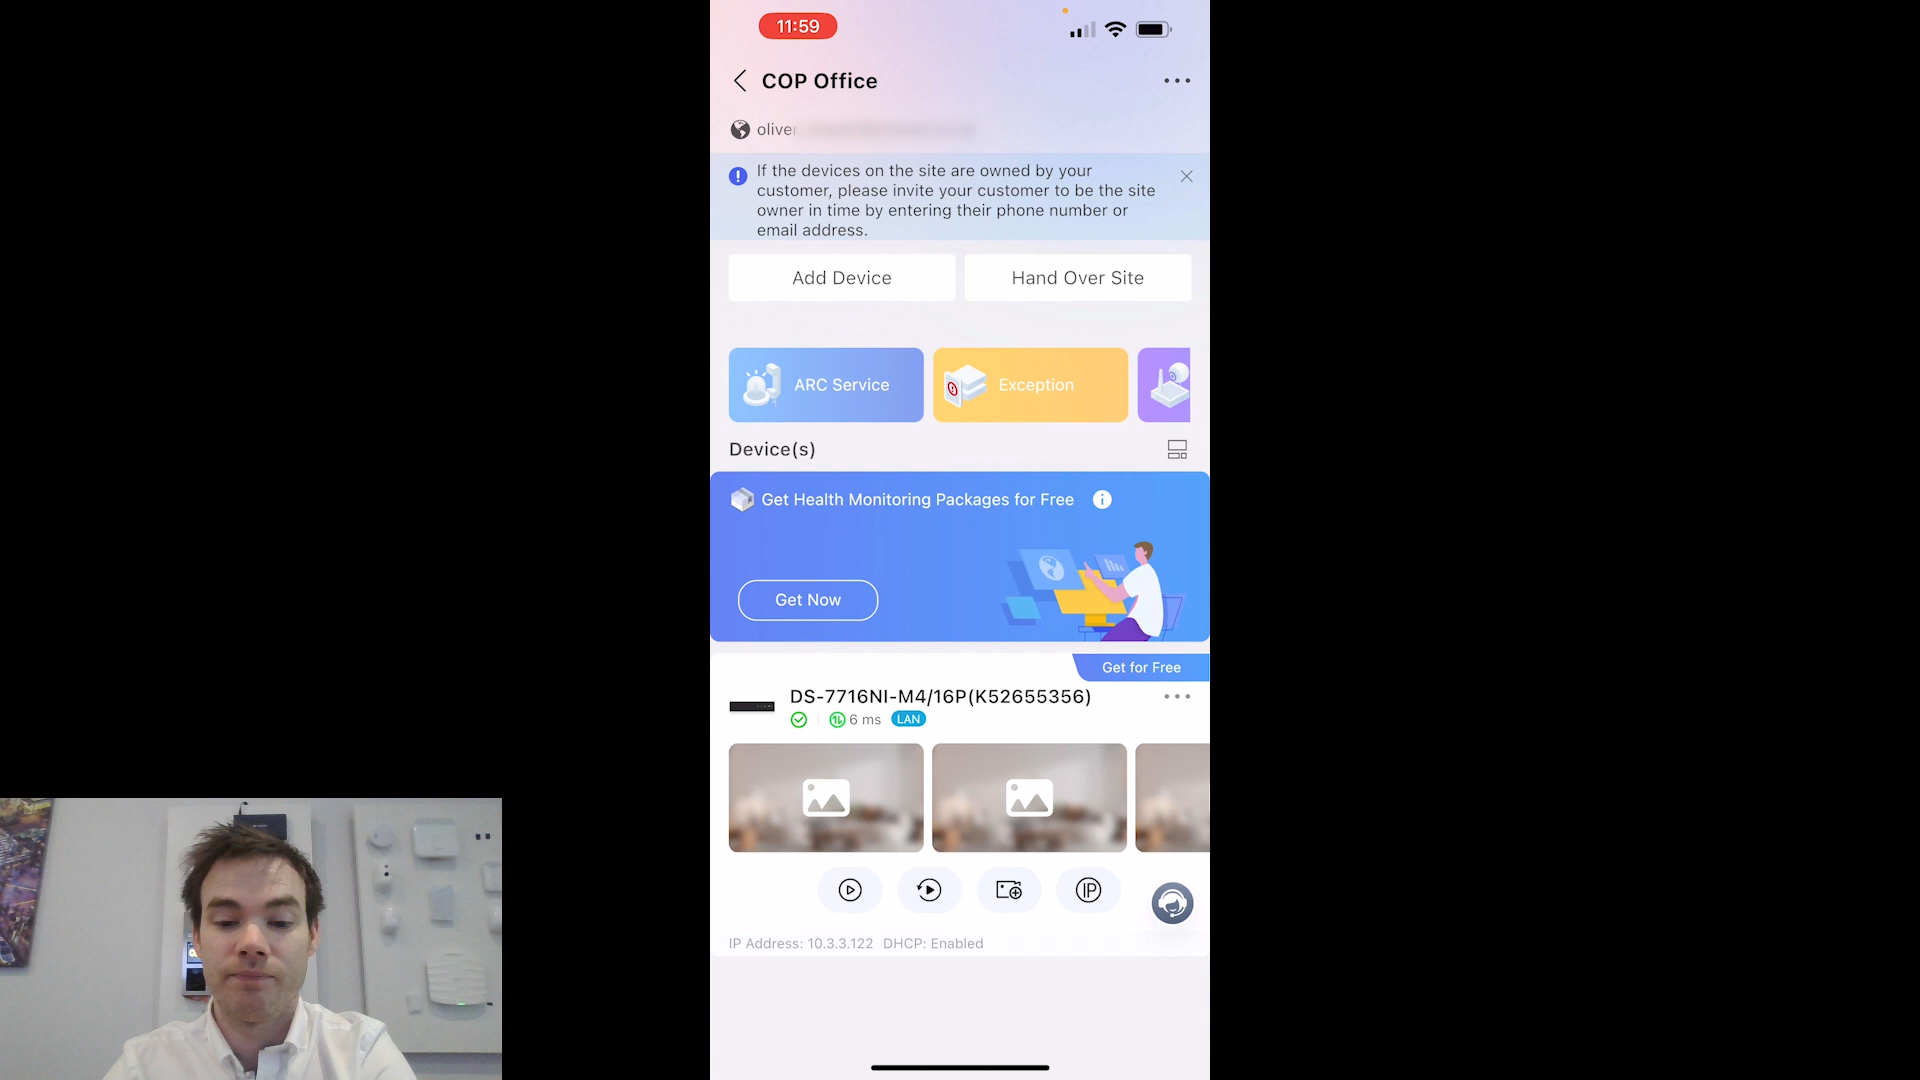 11:59
COP Office
olive
If the devices on the site are owned by your
customer, please invite your customer to be the site
owner in time by entering their phone number or
email address.
Add Device
Hand Over Site
ARC Service
Exception
Device(s)
Get Health Monitoring Packages for Free
Get Now
Get for Free
DS-7716NI-M4/16P(K52655356)
6 ms
LAN
IP
IP Address: 10.3.3.122 DHCP: Enabled